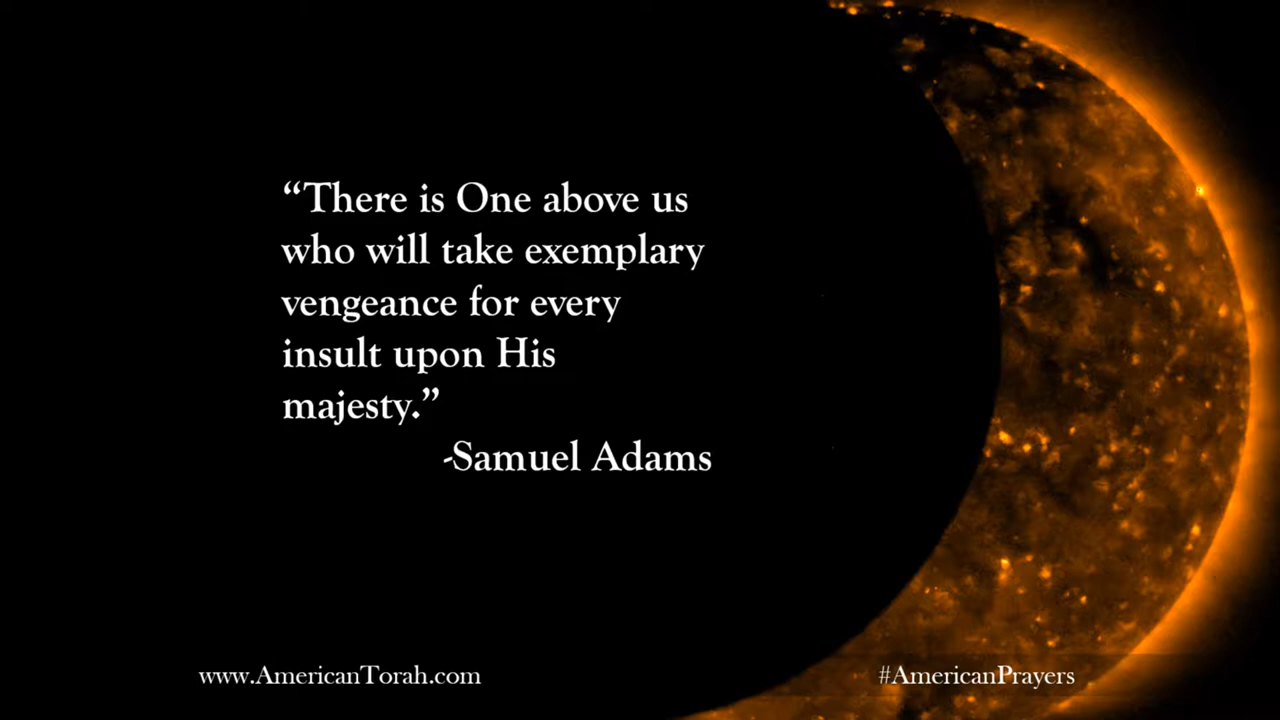 “There is One above us
who will take exemplary
vengeance for every
insult upon His
majesty.”
-Samuel Adams
www.AmericanTorah.com
#AmericanPrayers